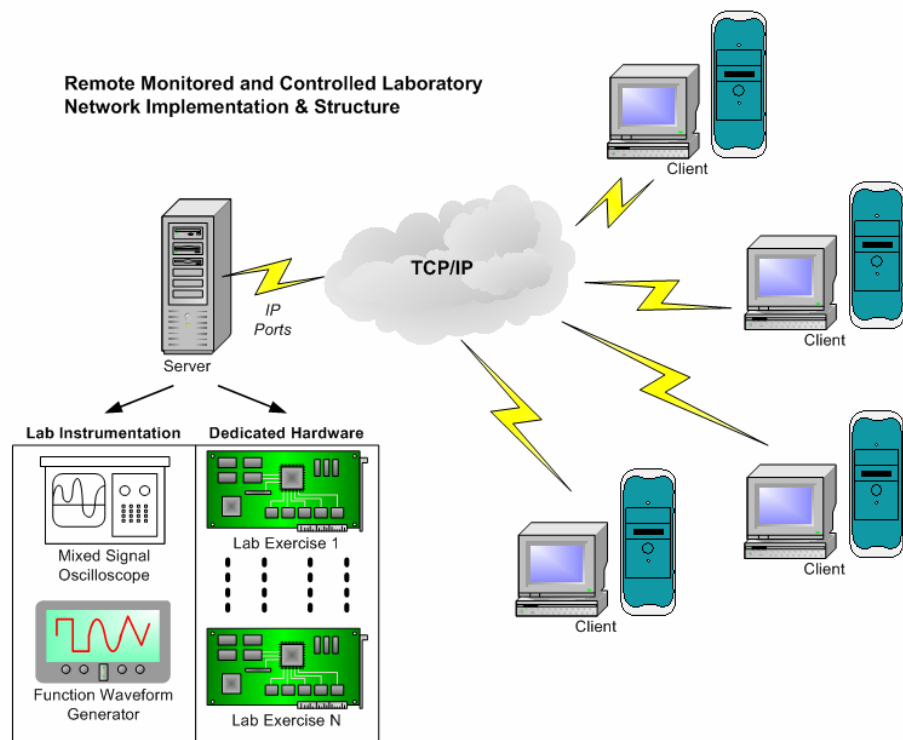 Remote Monitored and Controlled Laboratory
Network Implementation & Structure
Client
TCP/IP
IP
Ports
Server
Client
Client
Client
Lab Instrumentation
Dedicated Hardware
Mixed Signal
Oscilloscope
Lab Exercise 1
Function Waveform
Generator
Lab Exercise N